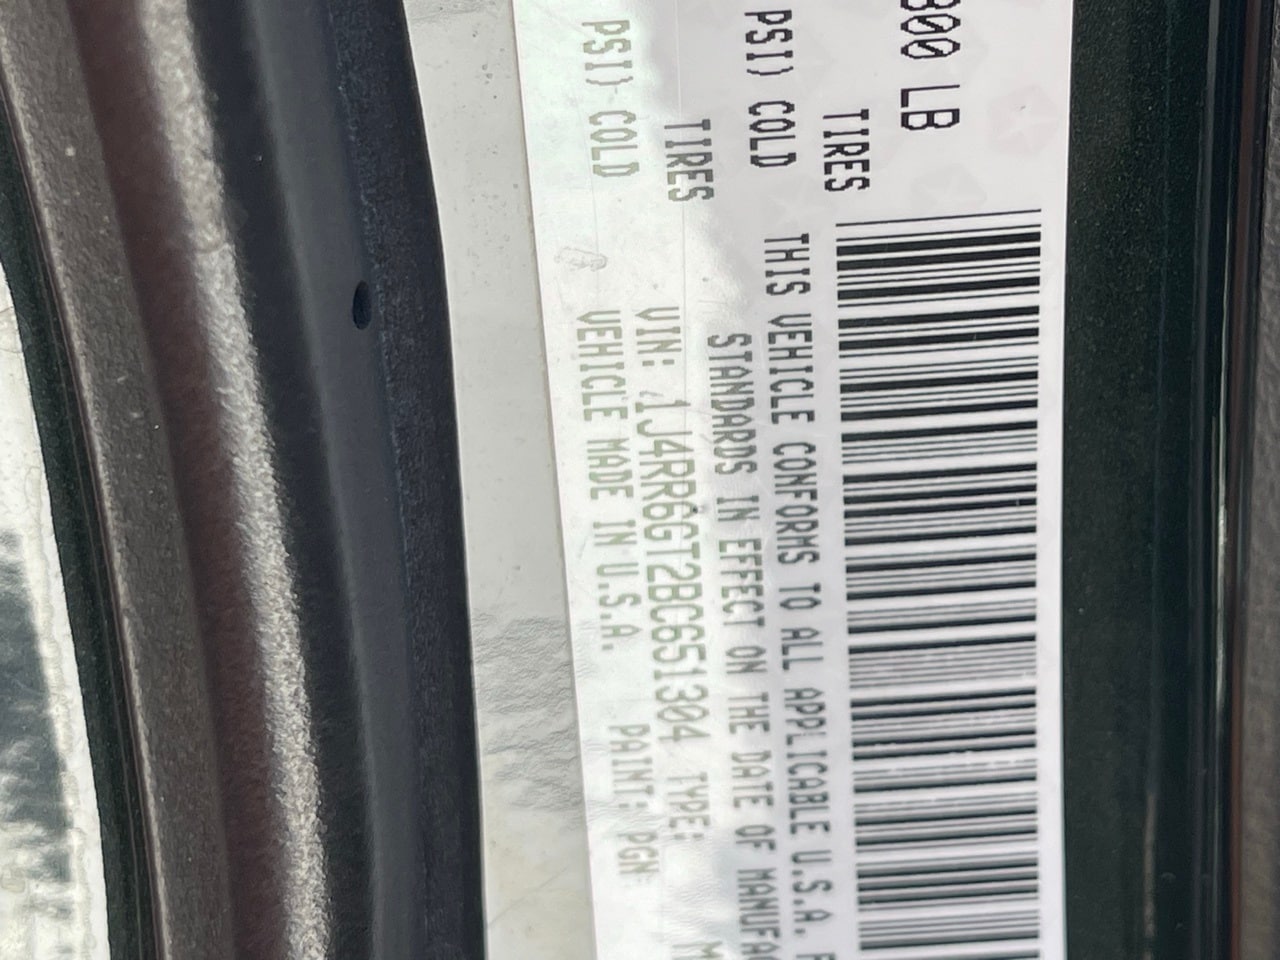 800 LB
TIRES
PSI) COLD
THIS VEHICLE CONFORMS TO ALL APPLICABLE U.S.A. F
STANDARDS IN EFFECT ON THE DATE OF MANUFA
TIRES
PSI) COLD
VIN: 1J4RR6GT2BC651304 TYPE: M
VEHICLE MADE IN U.S.A. PAINT: PGN